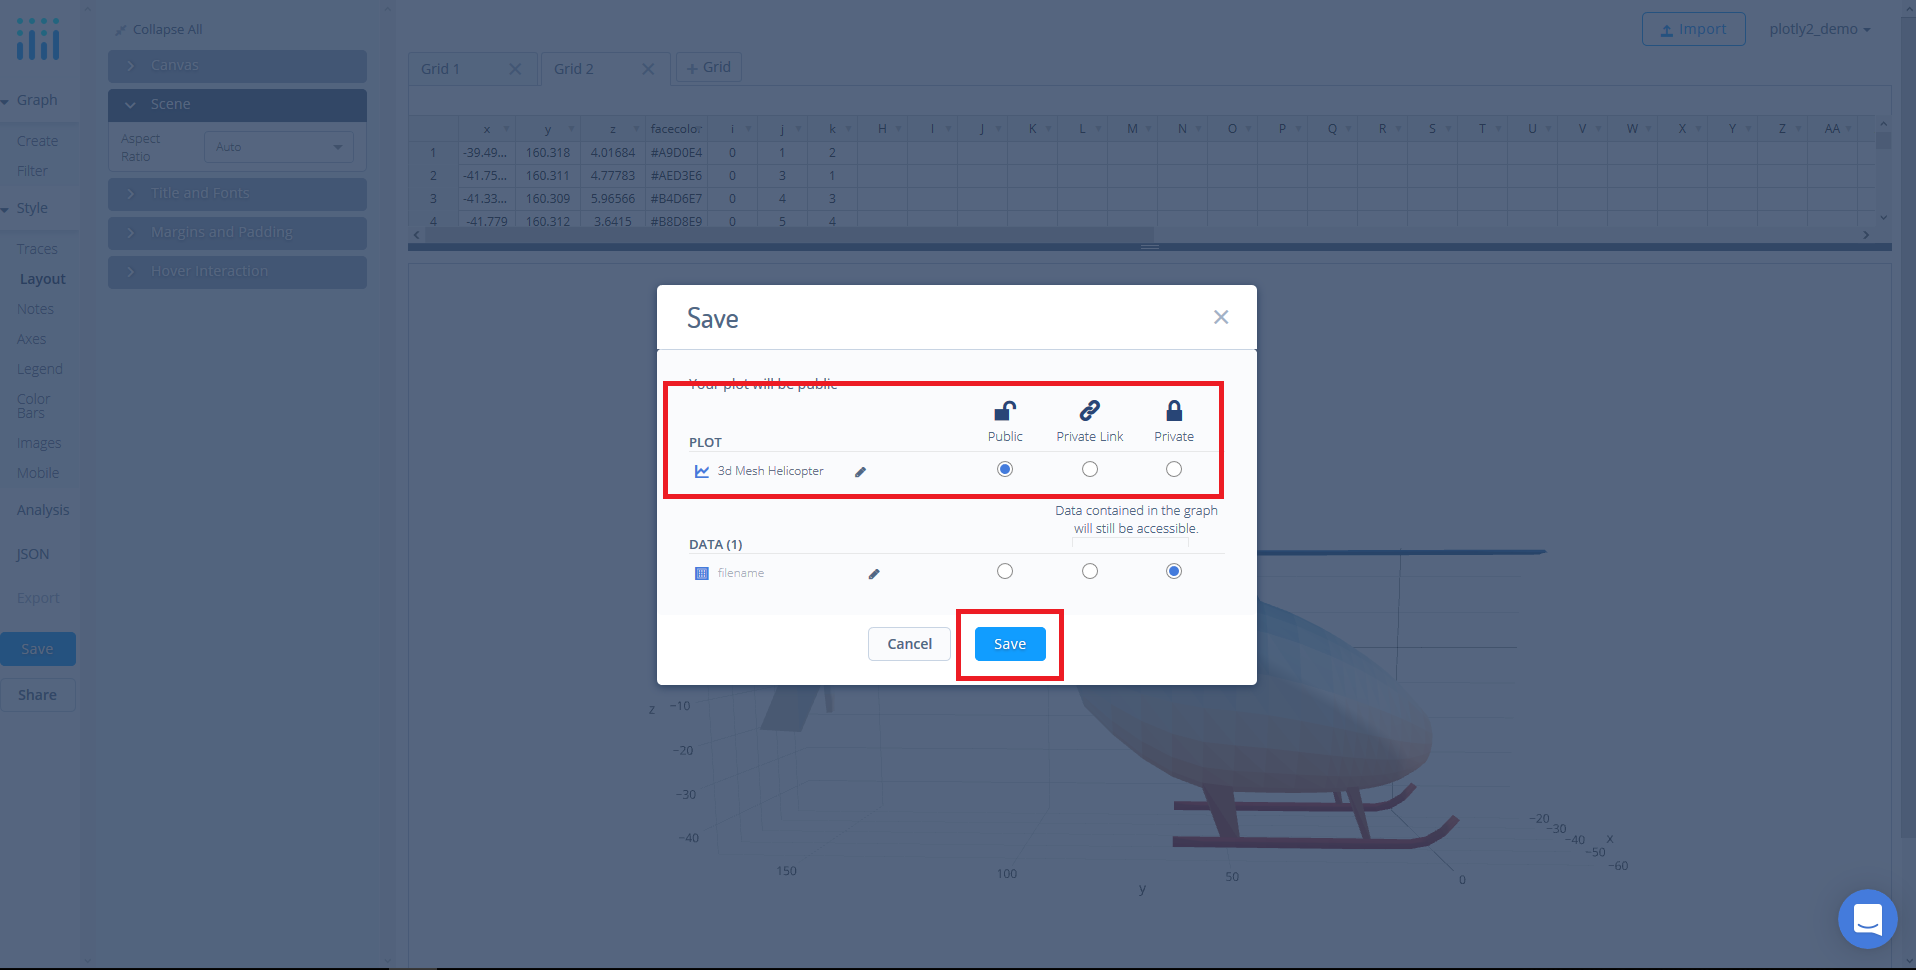 Collapse All
Import
plotly2_demo
Canvas
Grid 1
Grid 2
+ Grid
Graph
Scene
x y z facecolor i j k H I J K L M N O P Q R S T U V W X Y Z AA
Create
Aspect Ratio
Auto
1 -39.49... 160.318 4.01684 #A9D0E4 0 1 2
Filter
2 -41.75... 160.311 4.77783 #AED3E6 0 3 1
Title and Fonts
3 -41.33... 160.309 5.96566 #B4D6E7 0 4 3
Style
4 -41.779 160.312 3.6415 #B8D8E9 0 5 4
Margins and Padding
Traces
Hover Interaction
Layout
Notes
Axes
Legend
Color Bars
Images
Mobile
Analysis
JSON
Export
Save
Share
Save
Your plot will be public
Public
Private Link
Private
PLOT
3d Mesh Helicopter
Data contained in the graph
will still be accessible.
DATA (1)
filename
Cancel
Save
z
−10
−20
−30
−40
150
100
y
50
0
−20
−30
−40
x
−50
−60